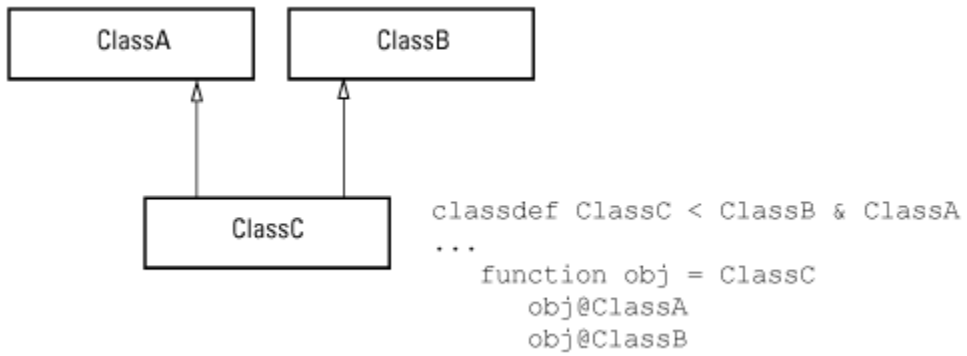 ClassA
ClassB
ClassC
classdef ClassC < ClassB & ClassA
...
function obj = ClassC
obj@ClassA
obj@ClassB